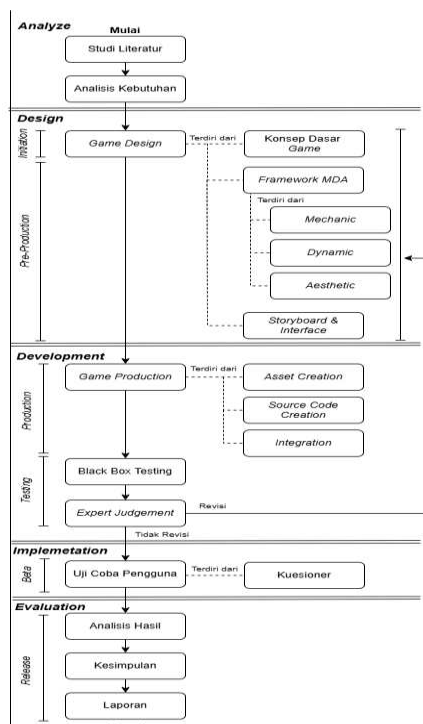 Analyze
Mulai
Studi Literatur
Analisis Kebutuhan
Design
Initiation
Game Design
Terdiri dari
Konsep Dasar
Game
Pre-Production
Framework MDA
Terdiri dari
Mechanic
Dynamic
Aesthetic
Storyboard &
Interface
Development
Production
Game Production
Terdiri dari
Asset Creation
Source Code
Creation
Integration
Testing
Black Box Testing
Expert Judgement
Revisi
Tidak Revisi
Implemetation
Beta
Uji Coba Pengguna
Terdiri dari
Kuesioner
Evaluation
Release
Analisis Hasil
Kesimpulan
Laporan